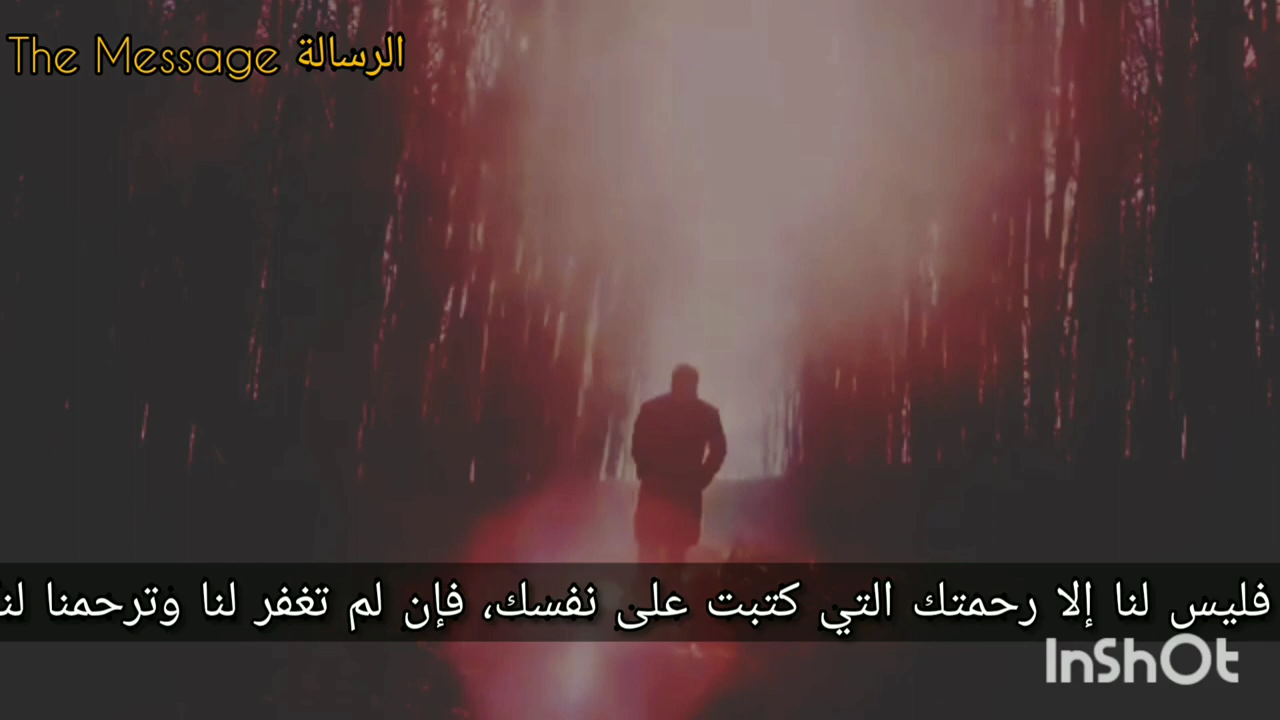 The Message الرسالة
فليس لنا إلا رحمتك التي كتبت على نفسك، فإن لم تغفر لنا وترحمنا
InShOt